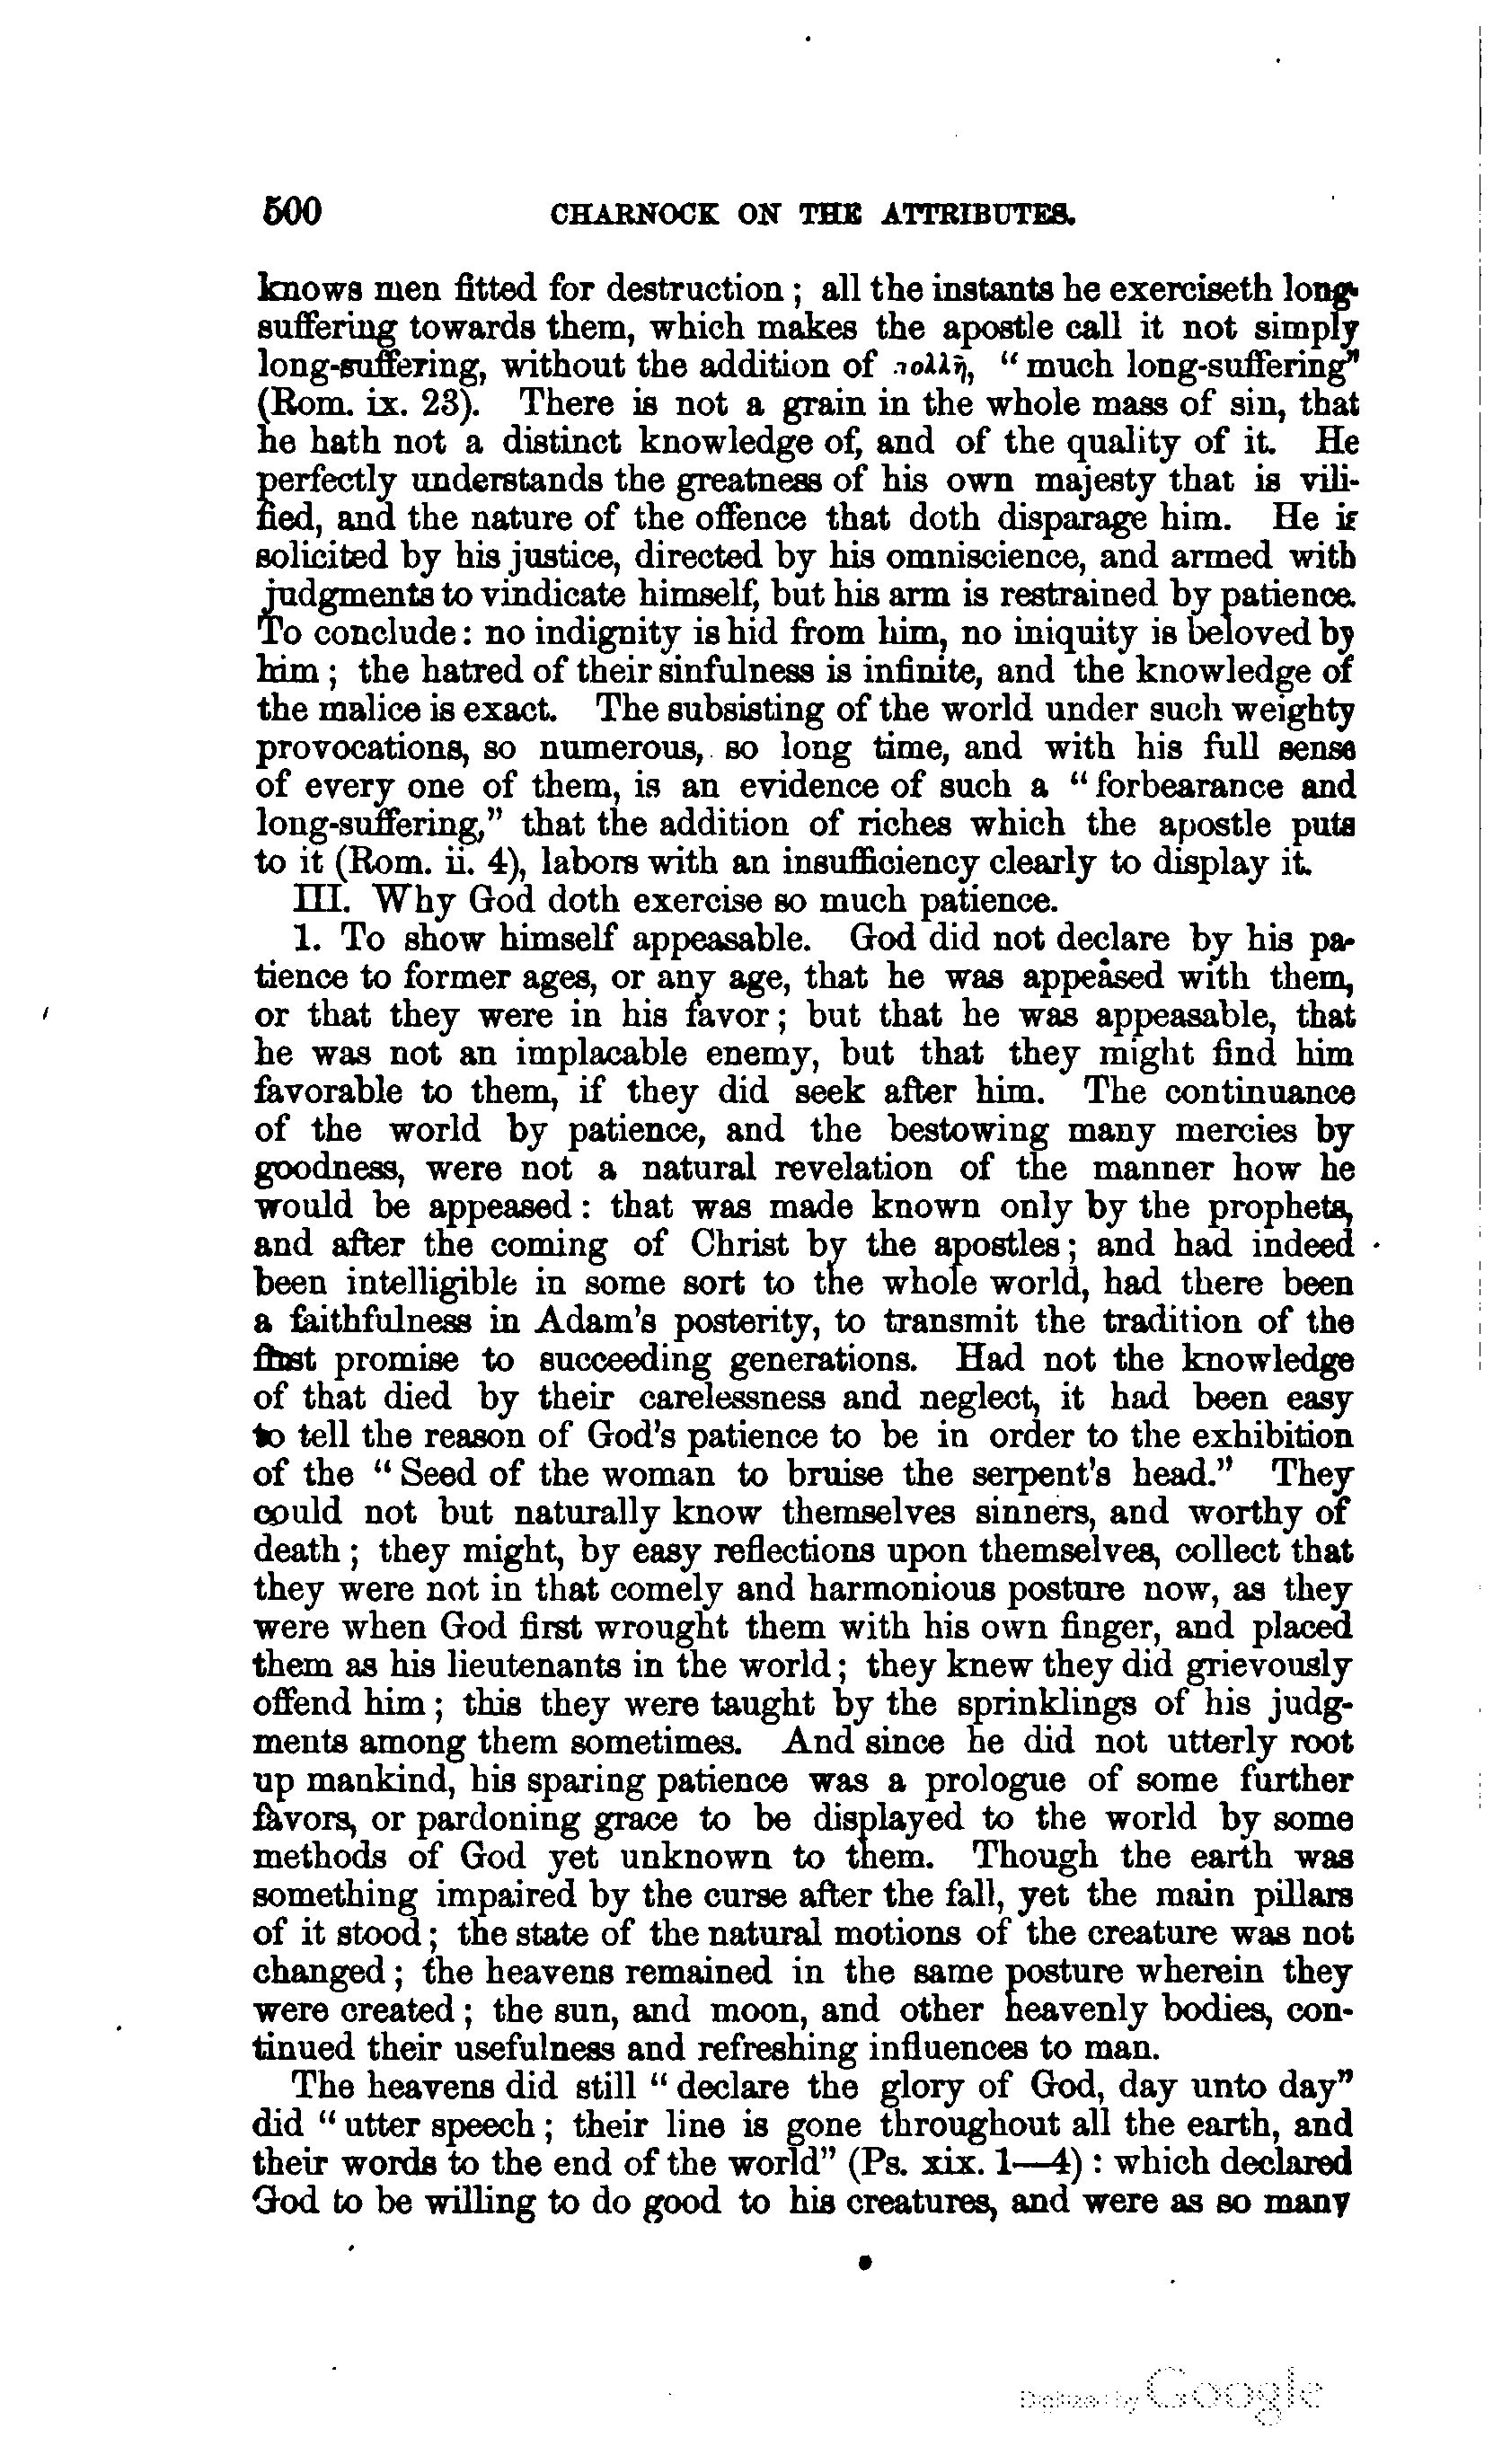 500 CHARNOCK ON THE ATTRIBUTES.
knows men fitted for destruction; all the instants he exerciseth long-
suffering towards them, which makes the apostle call it not simply
long-suffering, without the addition of πολλῇ, "much long-suffering"
(Rom. ix. 23). There is not a grain in the whole mass of sin, that
he hath not a distinct knowledge of, and of the quality of it. He
perfectly understands the greatness of his own majesty that is vili-
fied, and the nature of the offence that doth disparage him. He is
solicited by his justice, directed by his omniscience, and armed with
judgments to vindicate himself, but his arm is restrained by patience.
To conclude: no indignity is hid from him, no iniquity is beloved by
him; the hatred of their sinfulness is infinite, and the knowledge of
the malice is exact. The subsisting of the world under such weighty
provocations, so numerous, so long time, and with his full sense
of every one of them, is an evidence of such a "forbearance and
long-suffering," that the addition of riches which the apostle puts
to it (Rom. ii. 4), labors with an insufficiency clearly to display it.
III. Why God doth exercise so much patience.
1. To show himself appeasable. God did not declare by his pa-
tience to former ages, or any age, that he was appeased with them,
or that they were in his favor; but that he was appeasable, that
he was not an implacable enemy, but that they might find him
favorable to them, if they did seek after him. The continuance
of the world by patience, and the bestowing many mercies by
goodness, were not a natural revelation of the manner how he
would be appeased: that was made known only by the prophets,
and after the coming of Christ by the apostles; and had indeed
been intelligible in some sort to the whole world, had there been
a faithfulness in Adam's posterity, to transmit the tradition of the
first promise to succeeding generations. Had not the knowledge
of that died by their carelessness and neglect, it had been easy
to tell the reason of God's patience to be in order to the exhibition
of the "Seed of the woman to bruise the serpent's head." They
could not but naturally know themselves sinners, and worthy of
death; they might, by easy reflections upon themselves, collect that
they were not in that comely and harmonious posture now, as they
were when God first wrought them with his own finger, and placed
them as his lieutenants in the world; they knew they did grievously
offend him; this they were taught by the sprinklings of his judg-
ments among them sometimes. And since he did not utterly root
up mankind, his sparing patience was a prologue of some further
favors, or pardoning grace to be displayed to the world by some
methods of God yet unknown to them. Though the earth was
something impaired by the curse after the fall, yet the main pillars
of it stood; the state of the natural motions of the creature was not
changed; the heavens remained in the same posture wherein they
were created; the sun, and moon, and other heavenly bodies, con-
tinued their usefulness and refreshing influences to man.
The heavens did still "declare the glory of God, day unto day"
did "utter speech; their line is gone throughout all the earth, and
their words to the end of the world" (Ps. xix. 1—4): which declared
God to be willing to do good to his creatures, and were as so many
Digitized by Google